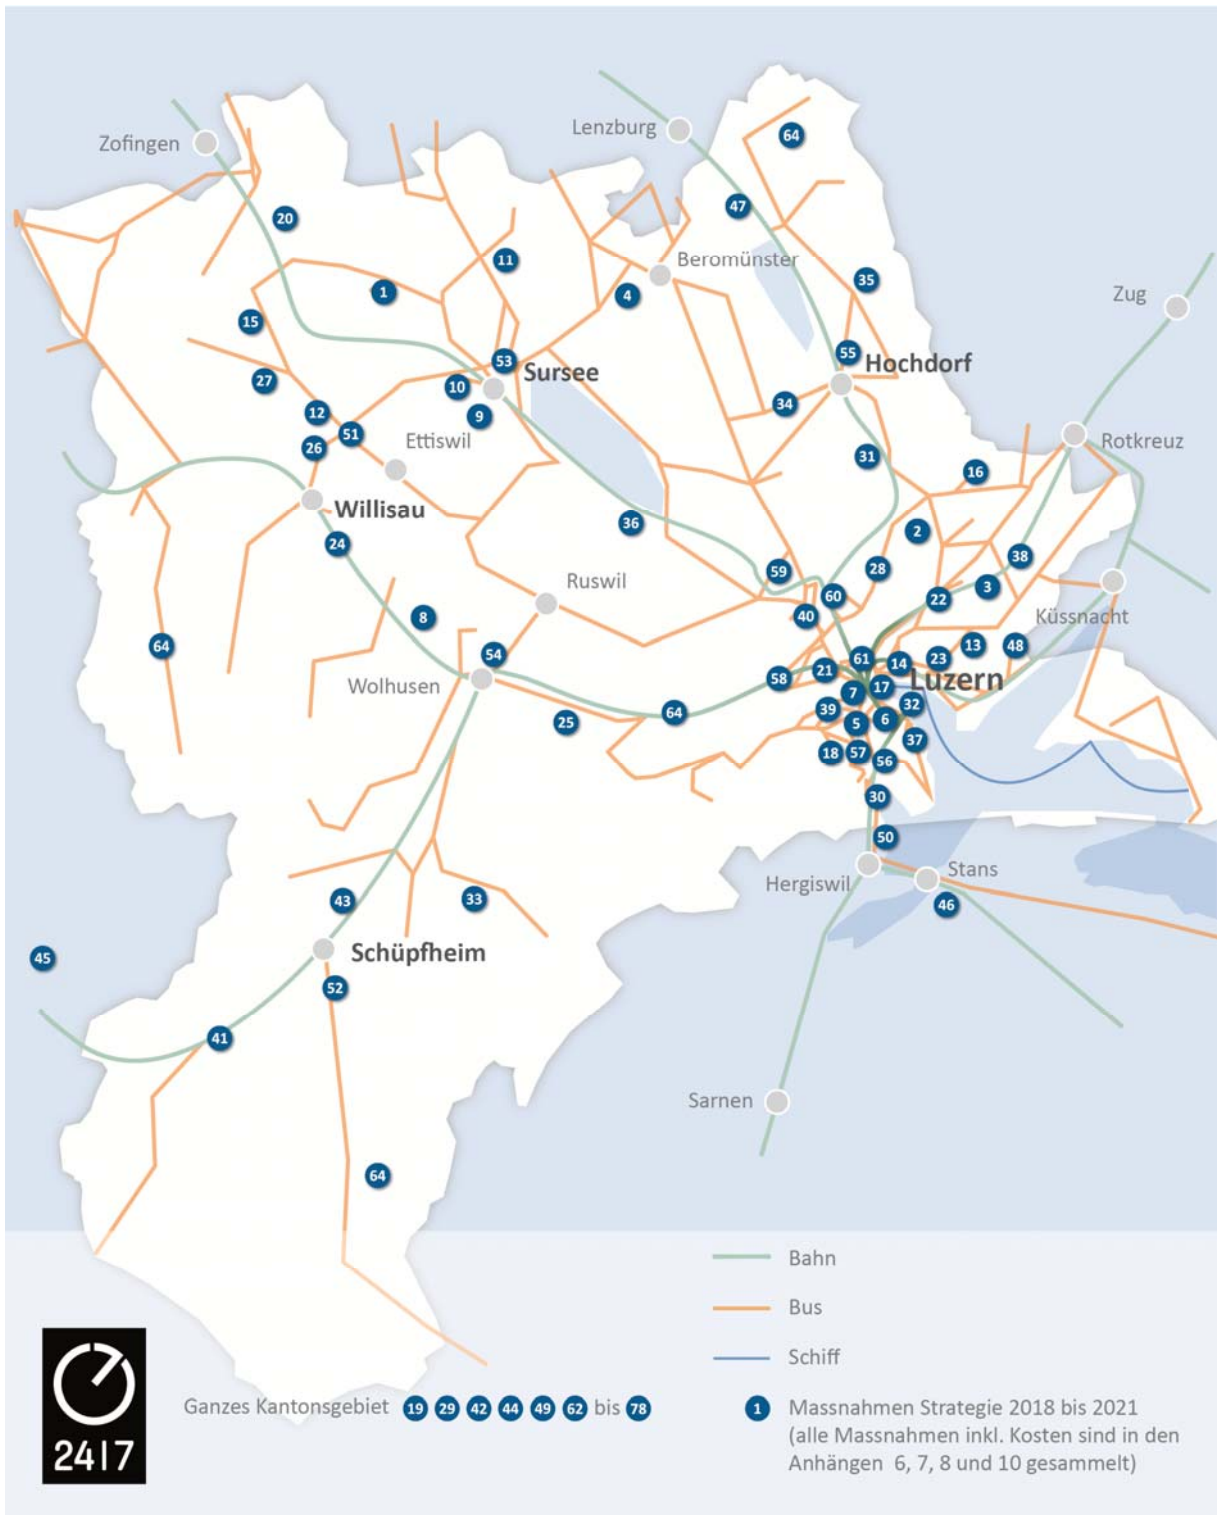 Lenzburg
64
Zofingen
47
20
11
Beromünster
35
1
4
Zug
15
55
53
Hochdorf
Sursee
27
10
34
12
9
51
Ettiswil
Rotkreuz
26
31
16
Willisau
36
2
24
38
59
28
Ruswil
3
60
22
Küssnacht
8
40
64
54
61
13
48
14
23
21
Wolhusen
58
17
Luzern
7
32
25
64
39
6
5
37
18
57
56
30
50
Hergiswil
Stans
43
33
46
Schüpfheim
45
52
41
Sarnen
64
Bahn
Bus
Schiff
24|7
Ganzes Kantonsgebiet 19 29 42 44 49 62 bis 78
1 Massnahmen Strategie 2018 bis 2021
(alle Massnahmen inkl. Kosten sind in den
Anhängen 6, 7, 8 und 10 gesammelt)